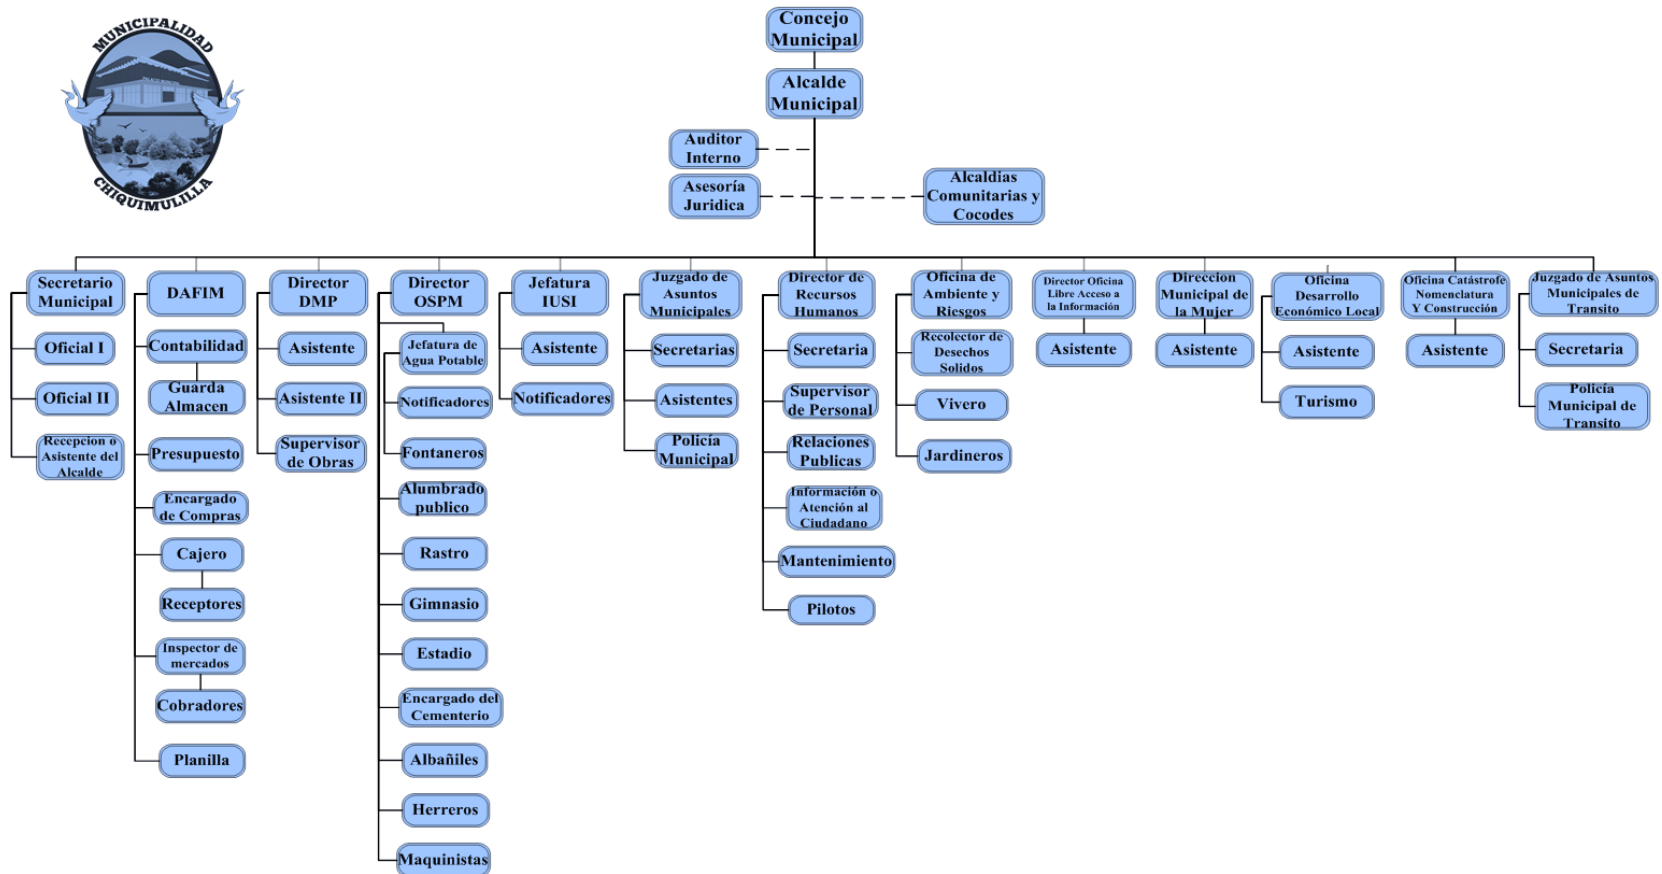 MUNICIPALIDAD
PALACIO MUNICIPAL
CHIQUIMULILLA
Concejo
Municipal
Alcalde
Municipal
Auditor
Interno
Asesoría
Juridica
Alcaldias
Comunitarias y
Cocodes
Secretario
Municipal
Oficial I
Oficial II
Recepcion o
Asistente del
Alcalde
DAFIM
Contabilidad
Guarda
Almacen
Presupuesto
Encargado
de Compras
Cajero
Receptores
Inspector de
mercados
Cobradores
Planilla
Director
DMP
Asistente
Asistente II
Supervisor
de Obras
Director
OSPM
Jefatura de
Agua Potable
Notificadores
Fontaneros
Alumbrado
publico
Rastro
Gimnasio
Estadio
Encargado del
Cementerio
Albañiles
Herreros
Maquinistas
Jefatura
IUSI
Asistente
Notificadores
Juzgado de
Asuntos
Municipales
Secretarias
Asistentes
Policía
Municipal
Director de
Recursos
Humanos
Secretaria
Supervisor
de Personal
Relaciones
Publicas
Información o
Atención al
Ciudadano
Mantenimiento
Pilotos
Oficina de
Ambiente y
Riesgos
Recolector de
Desechos
Solidos
Vivero
Jardineros
Director Oficina
Libre Acceso a
la Información
Asistente
Direccion
Municipal de
la Mujer
Asistente
Oficina
Desarrollo
Económico Local
Asistente
Turismo
Oficina Catástrofe
Nomenclatura
Y Construcción
Asistente
Juzgado de Asuntos
Municipales de
Transito
Secretaria
Policía
Municipal de
Transito